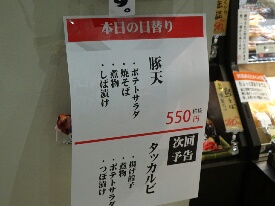 本日の日替り
豚天
・ポテトサラダ
・焼そば
・煮物
・しば漬け
550円
税抜
次回
予告
タッカルビ
・揚げ餃子
・煮物
・ポテトサラダ
・つぼ漬け